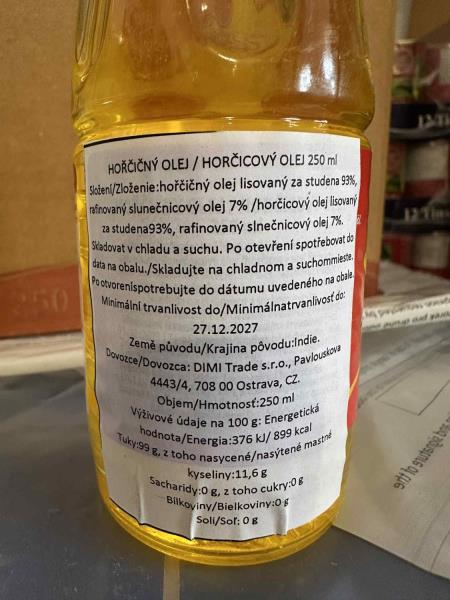 HOŘČIČNÝ OLEJ / HORČICOVÝ OLEJ 250 ml
Složení/Zloženie:hořčičný olej lisovaný za studena 93%,
rafinovaný slunečnicový olej 7% /horčicový olej lisovaný
za studena93%, rafinovaný slnečnicový olej 7%.
Skladovat v chladu a suchu. Po otevření spotřebovat do
data na obalu./Skladujte na chladnom a suchommieste.
Po otvoreníspotrebujte do dátumu uvedeného na obale.
Minimální trvanlivost do/Minimálnatrvanlivosť do:
27.12.2027
Země původu/Krajina pôvodu:Indie.
Dovozce/Dovozca: DIMI Trade s.r.o., Pavlouskova
4443/4, 708 00 Ostrava, CZ.
Objem/Hmotnosť:250 ml
Výživové údaje na 100 g: Energetická
hodnota/Energia:376 kJ/ 899 kcal
Tuky:99 g, z toho nasycené/nasýtené mastné
kyseliny:11,6 g
Sacharidy:0 g, z toho cukry:0 g
Bílkoviny/Bielkoviny:0 g
Soli/Soľ: 0 g
250